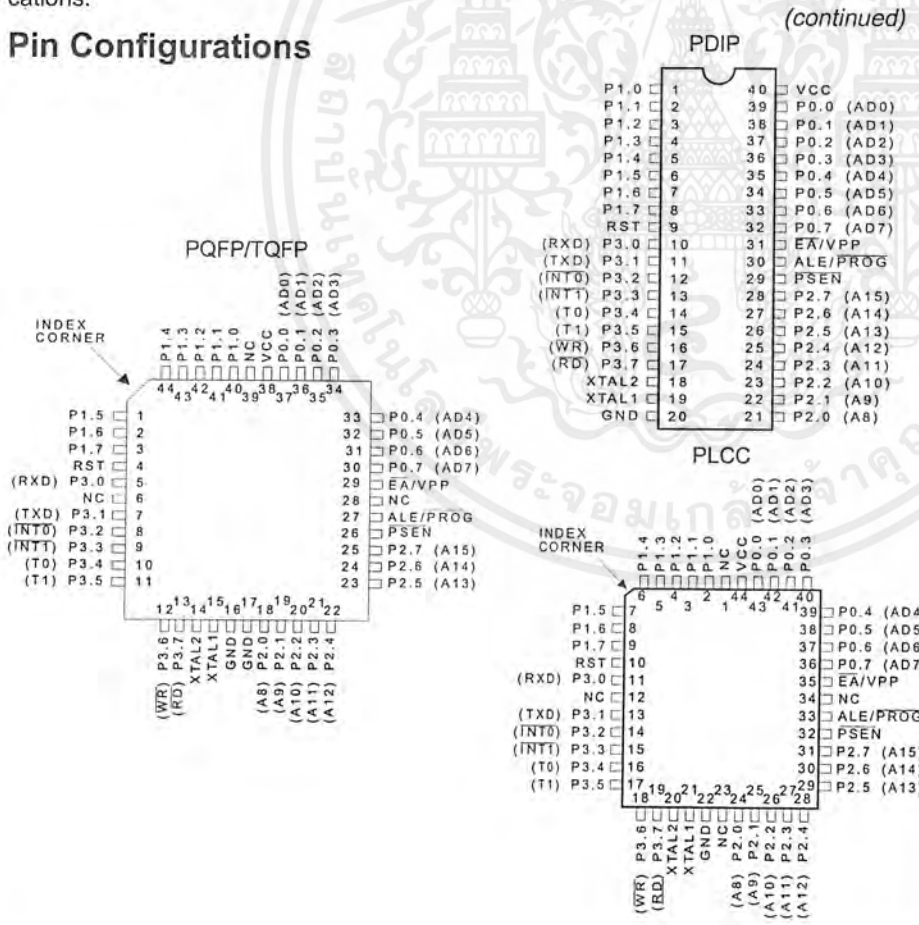 cations.
(continued)
Pin Configurations
PDIP
P1.0 1 40 VCC
P1.1 2 39 P0.0 (AD0)
P1.2 3 38 P0.1 (AD1)
P1.3 4 37 P0.2 (AD2)
P1.4 5 36 P0.3 (AD3)
P1.5 6 35 P0.4 (AD4)
P1.6 7 34 P0.5 (AD5)
P1.7 8 33 P0.6 (AD6)
RST 9 32 P0.7 (AD7)
(RXD) P3.0 10 31 EA/VPP
(TXD) P3.1 11 30 ALE/PROG
(INT0) P3.2 12 29 PSEN
(INT1) P3.3 13 28 P2.7 (A15)
(T0) P3.4 14 27 P2.6 (A14)
(T1) P3.5 15 26 P2.5 (A13)
(WR) P3.6 16 25 P2.4 (A12)
(RD) P3.7 17 24 P2.3 (A11)
XTAL2 18 23 P2.2 (A10)
XTAL1 19 22 P2.1 (A9)
GND 20 21 P2.0 (A8)
PQFP/TQFP
INDEX
CORNER
P1.4
P1.3
P1.2
P1.1
P1.0
NC
VCC
P0.0 (AD0)
P0.1 (AD1)
P0.2 (AD2)
P0.3 (AD3)
44 43 42 41 40 39 38 37 36 35 34
P1.5 1 33 P0.4 (AD4)
P1.6 2 32 P0.5 (AD5)
P1.7 3 31 P0.6 (AD6)
RST 4 30 P0.7 (AD7)
(RXD) P3.0 5 29 EA/VPP
NC 6 28 NC
(TXD) P3.1 7 27 ALE/PROG
(INT0) P3.2 8 26 PSEN
(INT1) P3.3 9 25 P2.7 (A15)
(T0) P3.4 10 24 P2.6 (A14)
(T1) P3.5 11 23 P2.5 (A13)
12 13 14 15 16 17 18 19 20 21 22
(WR) P3.6
(RD) P3.7
XTAL2
XTAL1
GND
GND
(A8) P2.0
(A9) P2.1
(A10) P2.2
(A11) P2.3
(A12) P2.4
PLCC
INDEX
CORNER
P1.4
P1.3
P1.2
P1.1
P1.0
NC
VCC
P0.0 (AD0)
P0.1 (AD1)
P0.2 (AD2)
P0.3 (AD3)
6 5 4 3 2 1 44 43 42 41 40
P1.5 7 39 P0.4 (AD4
P1.6 8 38 P0.5 (AD5
P1.7 9 37 P0.6 (AD6
RST 10 36 P0.7 (AD7
(RXD) P3.0 11 35 EA/VPP
NC 12 34 NC
(TXD) P3.1 13 33 ALE/PROG
(INT0) P3.2 14 32 PSEN
(INT1) P3.3 15 31 P2.7 (A15
(T0) P3.4 16 30 P2.6 (A14
(T1) P3.5 17 29 P2.5 (A13
18 19 20 21 22 23 24 25 26 27 28
(WR) P3.6
(RD) P3.7
XTAL2
XTAL1
GND
NC
(A8) P2.0
(A9) P2.1
(A10) P2.2
(A11) P2.3
(A12) P2.4